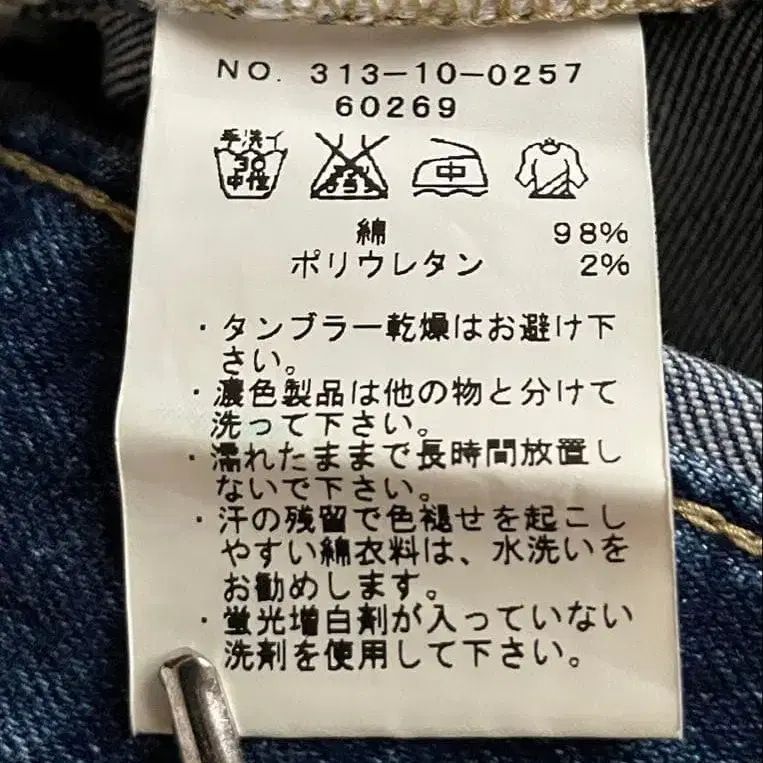 NO. 313-10-0257
60269
手洗イ
30
中性
中
綿 98%
ポリウレタン 2%
・タンブラー乾燥はお避け下
さい。
・濃色製品は他の物と分けて
洗って下さい。
・濡れたままで長時間放置し
ないで下さい。
・汗の残留で色褪せを起こし
やすい綿衣料は、水洗いを
お勧めします。
・蛍光増白剤が入っていない
洗剤を使用して下さい。